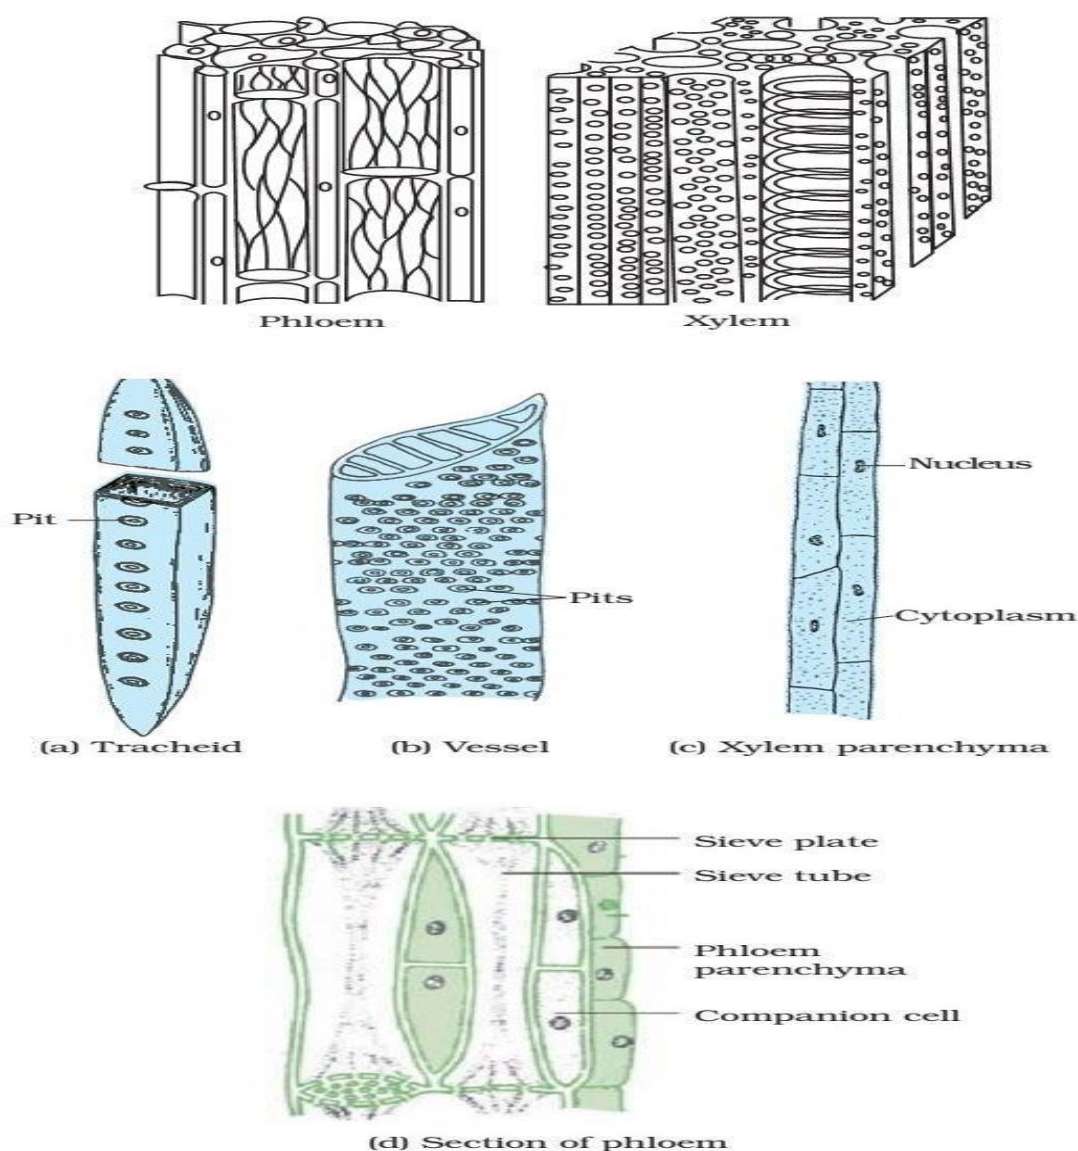 Phloem
Xylem
Pit
Nucleus
Pits
Cytoplasm
(a) Tracheid
(b) Vessel
(c) Xylem parenchyma
Sieve plate
Sieve tube
Phloem
parenchyma
Companion cell
(d) Section of phloem